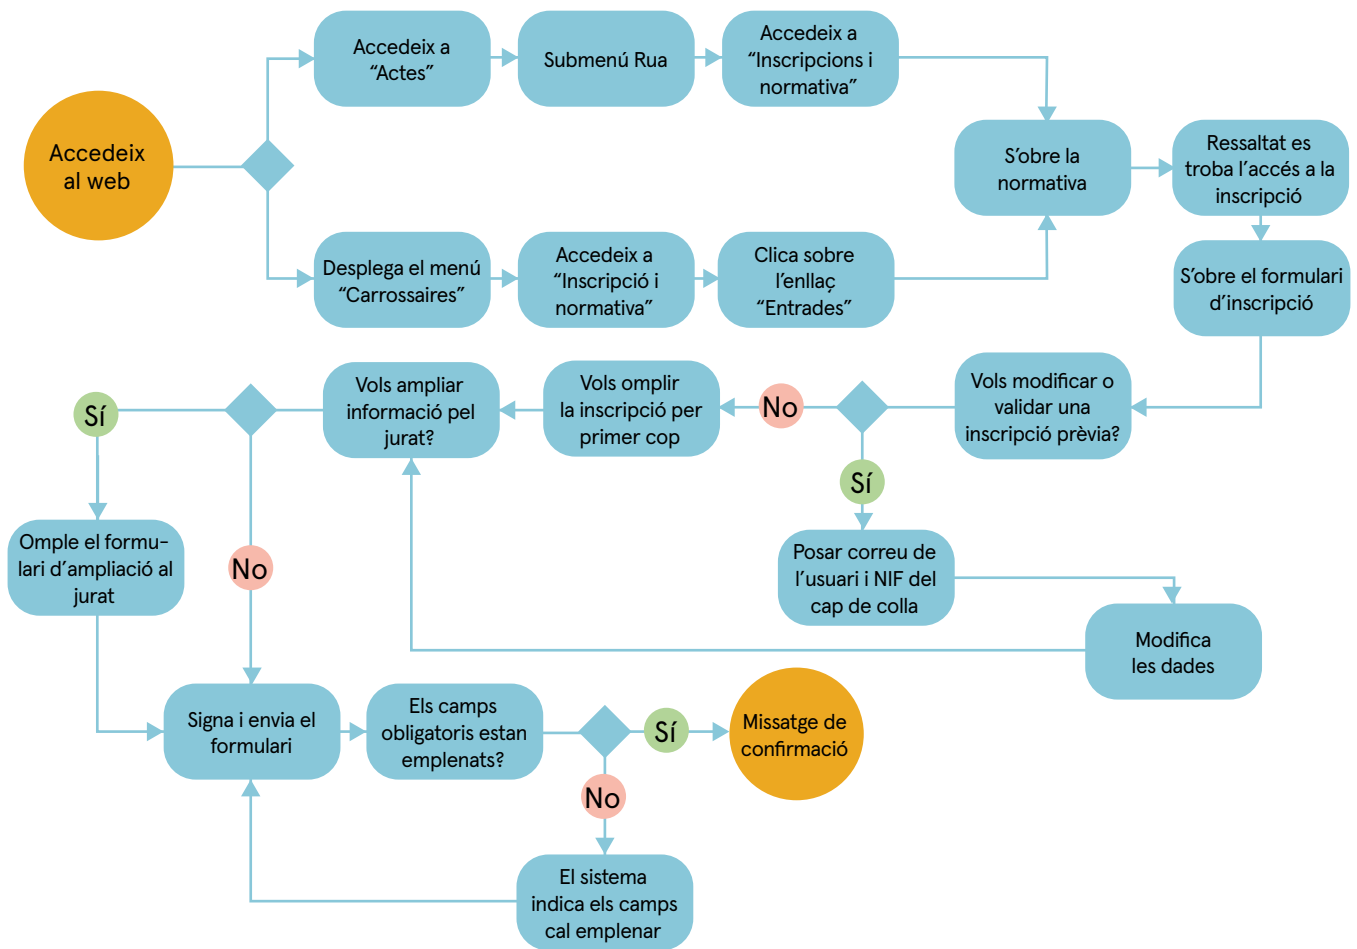 Accedeix
al web
Accedeix a
“Actes”
Submenú Rua
Accedeix a
“Inscripcions i
normativa”
Desplega el menú
“Carrossaires”
Accedeix a
“Inscripció i
normativa”
Clica sobre
l’enllaç
“Entrades”
S’obre la
normativa
Ressaltat es
troba l’accés a la
inscripció
S’obre el formulari
d’inscripció
Vols modificar o
validar una
inscripció prèvia?
No
Vols omplir
la inscripció per
primer cop
Sí
Posar correu de
l’usuari i NIF del
cap de colla
Modifica
les dades
Vols ampliar
informació pel
jurat?
Sí
Omple el formu-
lari d’ampliació al
jurat
No
Signa i envia el
formulari
Els camps
obligatoris estan
emplenats?
Sí
Missatge de
confirmació
No
El sistema
indica els camps
cal emplenar